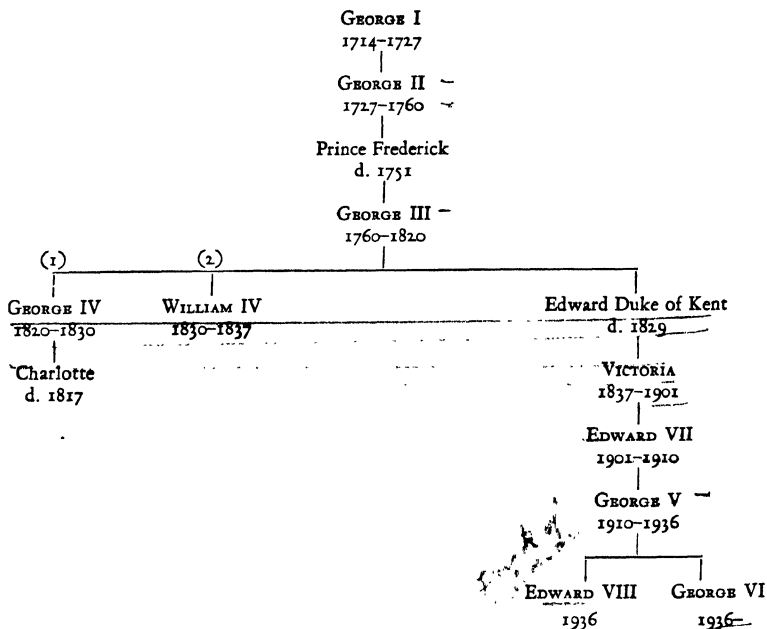 GEORGE I
1714–1727
GEORGE II
1727–1760
Prince Frederick
d. 1751
GEORGE III
1760–1820
(1) (2)
GEORGE IV WILLIAM IV Edward Duke of Kent
1820–1830 1830–1837 d. 1829
Charlotte VICTORIA
d. 1817 1837–1901
EDWARD VII
1901–1910
GEORGE V
1910–1936
EDWARD VIII GEORGE VI
1936 1936–